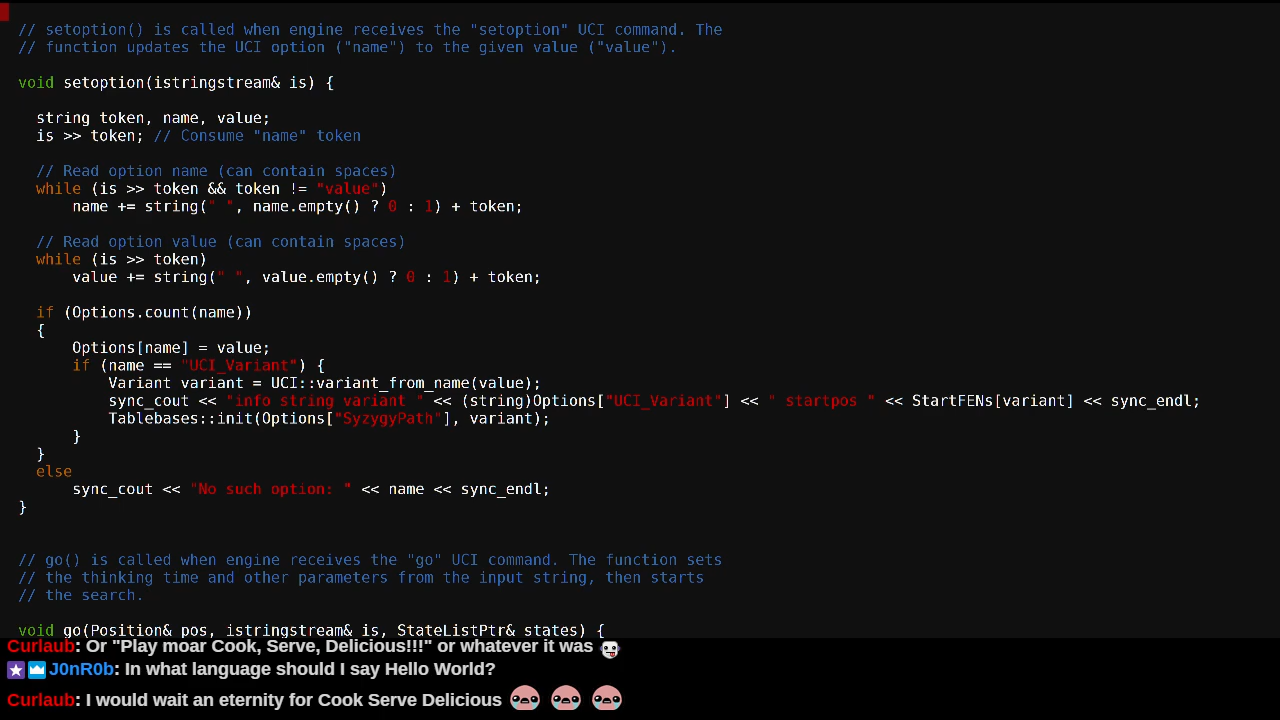 // setoption() is called when engine receives the "setoption" UCI command. The
// function updates the UCI option ("name") to the given value ("value").
void setoption(istringstream& is) {
string token, name, value;
is >> token; // Consume "name" token
// Read option name (can contain spaces)
while (is >> token && token != "value")
name += string(" ", name.empty() ? 0 : 1) + token;
// Read option value (can contain spaces)
while (is >> token)
value += string(" ", value.empty() ? 0 : 1) + token;
if (Options.count(name))
{
Options[name] = value;
if (name == "UCI_Variant") {
Variant variant = UCI::variant_from_name(value);
sync_cout << "info string variant " << (string)Options["UCI_Variant"] << " startpos " << StartFENs[variant] << sync_endl;
Tablebases::init(Options["SyzygyPath"], variant);
}
}
else
sync_cout << "No such option: " << name << sync_endl;
}
// go() is called when engine receives the "go" UCI command. The function sets
// the thinking time and other parameters from the input string, then starts
// the search.
void go(Position& pos, istringstream& is, StateListPtr& states) {
Curlaub: Or "Play moar Cook, Serve, Delicious!!!" or whatever it was
J0nR0b: In what language should I say Hello World?
Curlaub: I would wait an eternity for Cook Serve Delicious